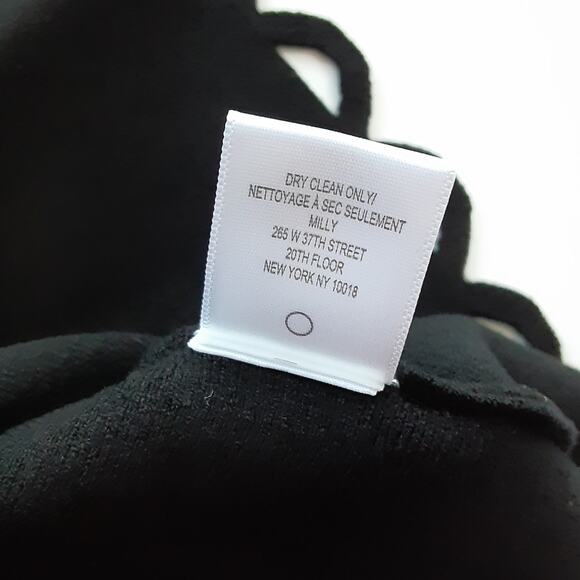 DRY CLEAN ONLY/
NETTOYAGE À SEC SEULEMENT
MILLY
265 W 37TH STREET
20TH FLOOR
NEW YORK NY 10018